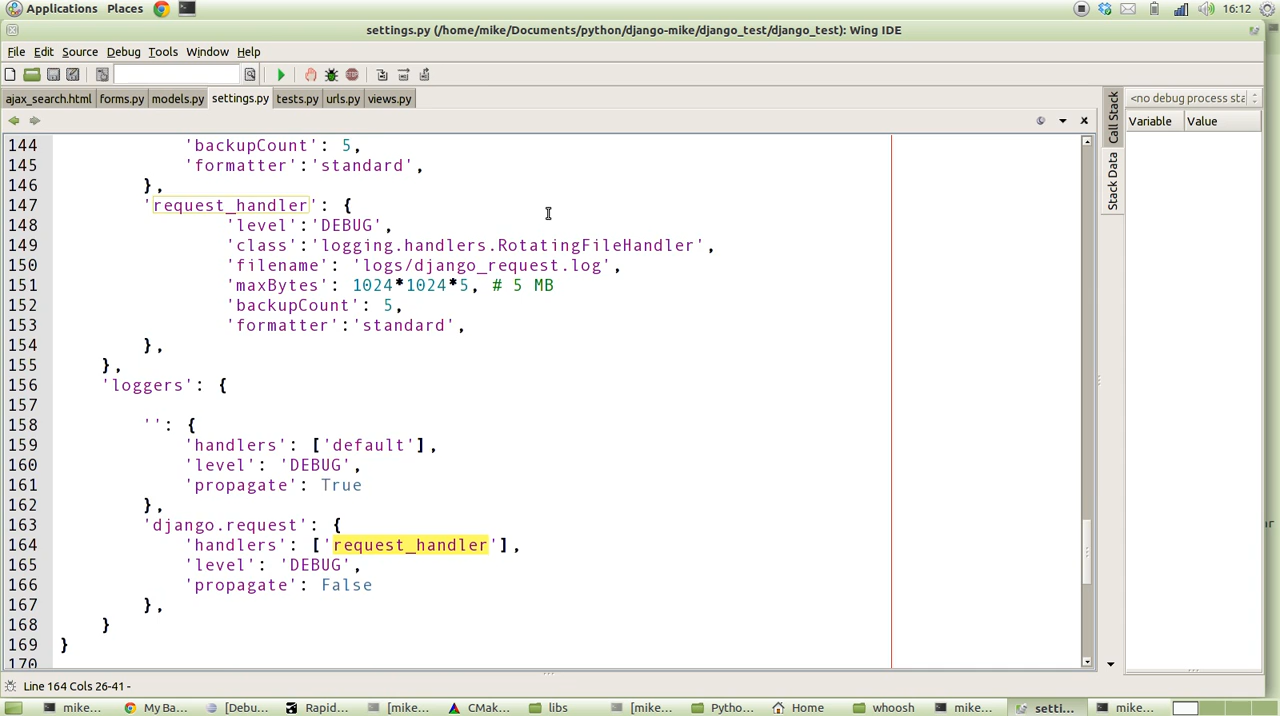 Applications Places 16:12
settings.py (/home/mike/Documents/python/django-mike/django_test/django_test): Wing IDE
File Edit Source Debug Tools Window Help
ajax_search.html forms.py models.py settings.py tests.py urls.py views.py
<no debug process sta
Variable Value
Call Stack
Stack Data
144 'backupCount': 5,
145 'formatter':'standard',
146 },
147 'request_handler': {
148 'level':'DEBUG',
149 'class':'logging.handlers.RotatingFileHandler',
150 'filename': 'logs/django_request.log',
151 'maxBytes': 1024*1024*5, # 5 MB
152 'backupCount': 5,
153 'formatter':'standard',
154 },
155 },
156 'loggers': {
157
158 '': {
159 'handlers': ['default'],
160 'level': 'DEBUG',
161 'propagate': True
162 },
163 'django.request': {
164 'handlers': ['request_handler'],
165 'level': 'DEBUG',
166 'propagate': False
167 },
168 }
169 }
170
Line 164 Cols 26-41 -
mike... My Ba... [Debu... Rapid... [mike... CMak... libs [mike... Pytho... Home whoosh mike... setti... mike...